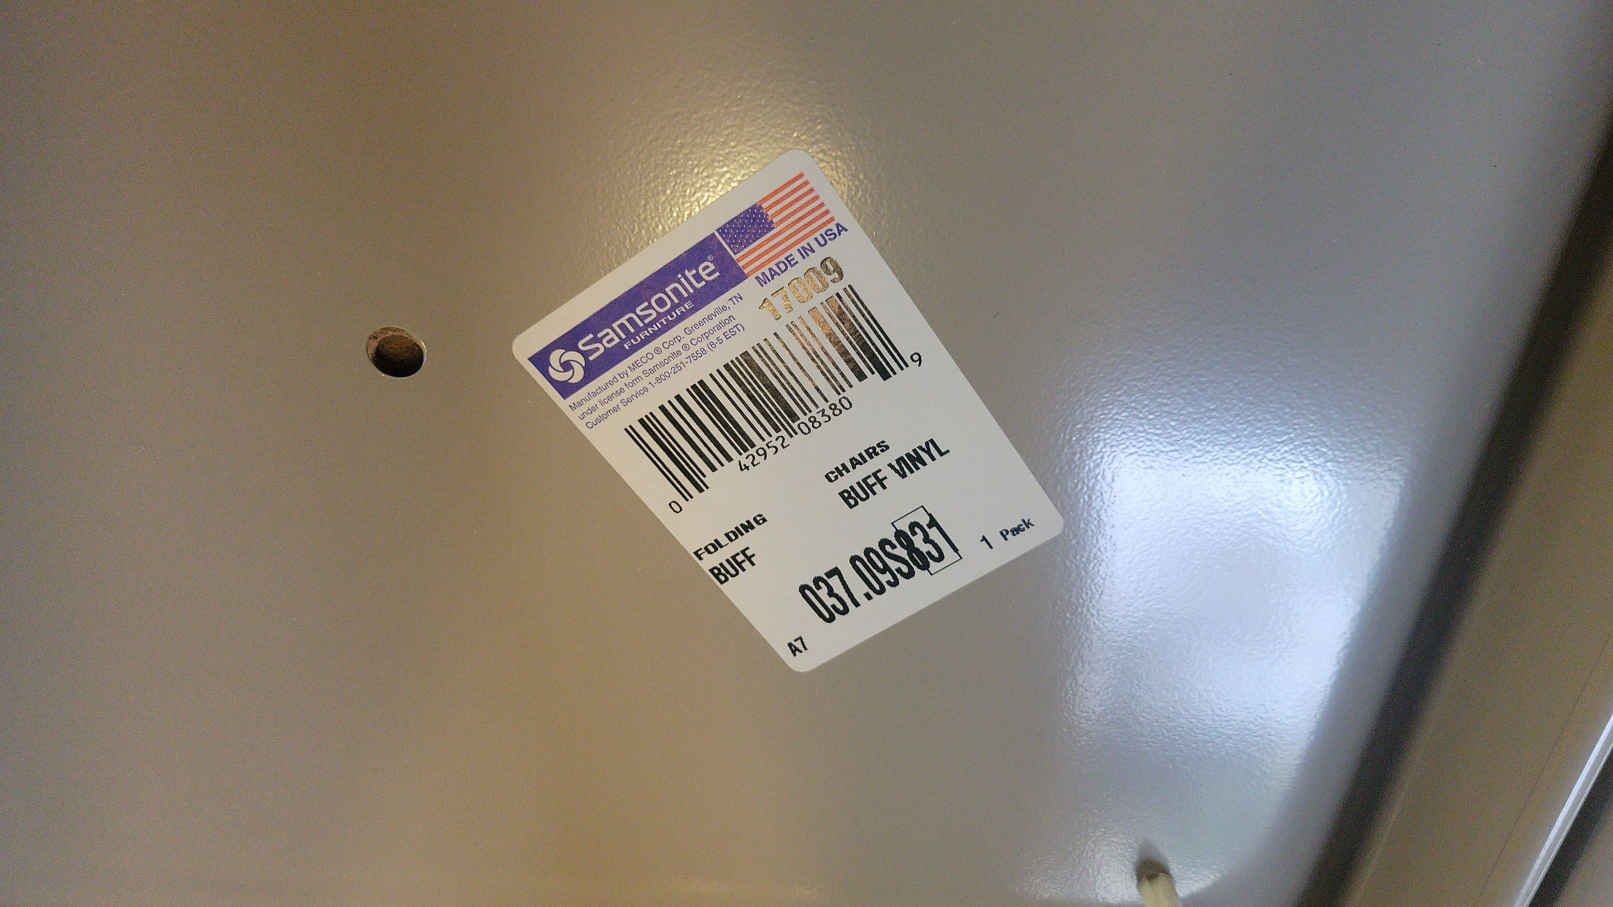 Samsonite®
FURNITURE
MADE IN USA
Manufactured by MECO ® Corp. Greeneville, TN
under license form Samsonite ® Corporation
Customer Service 1-800-251-7558 (8-5 EST)
17909
0 42952 08380 9
FOLDING CHAIRS
BUFF BUFF VINYL
037.09S831 1 Pack
A7